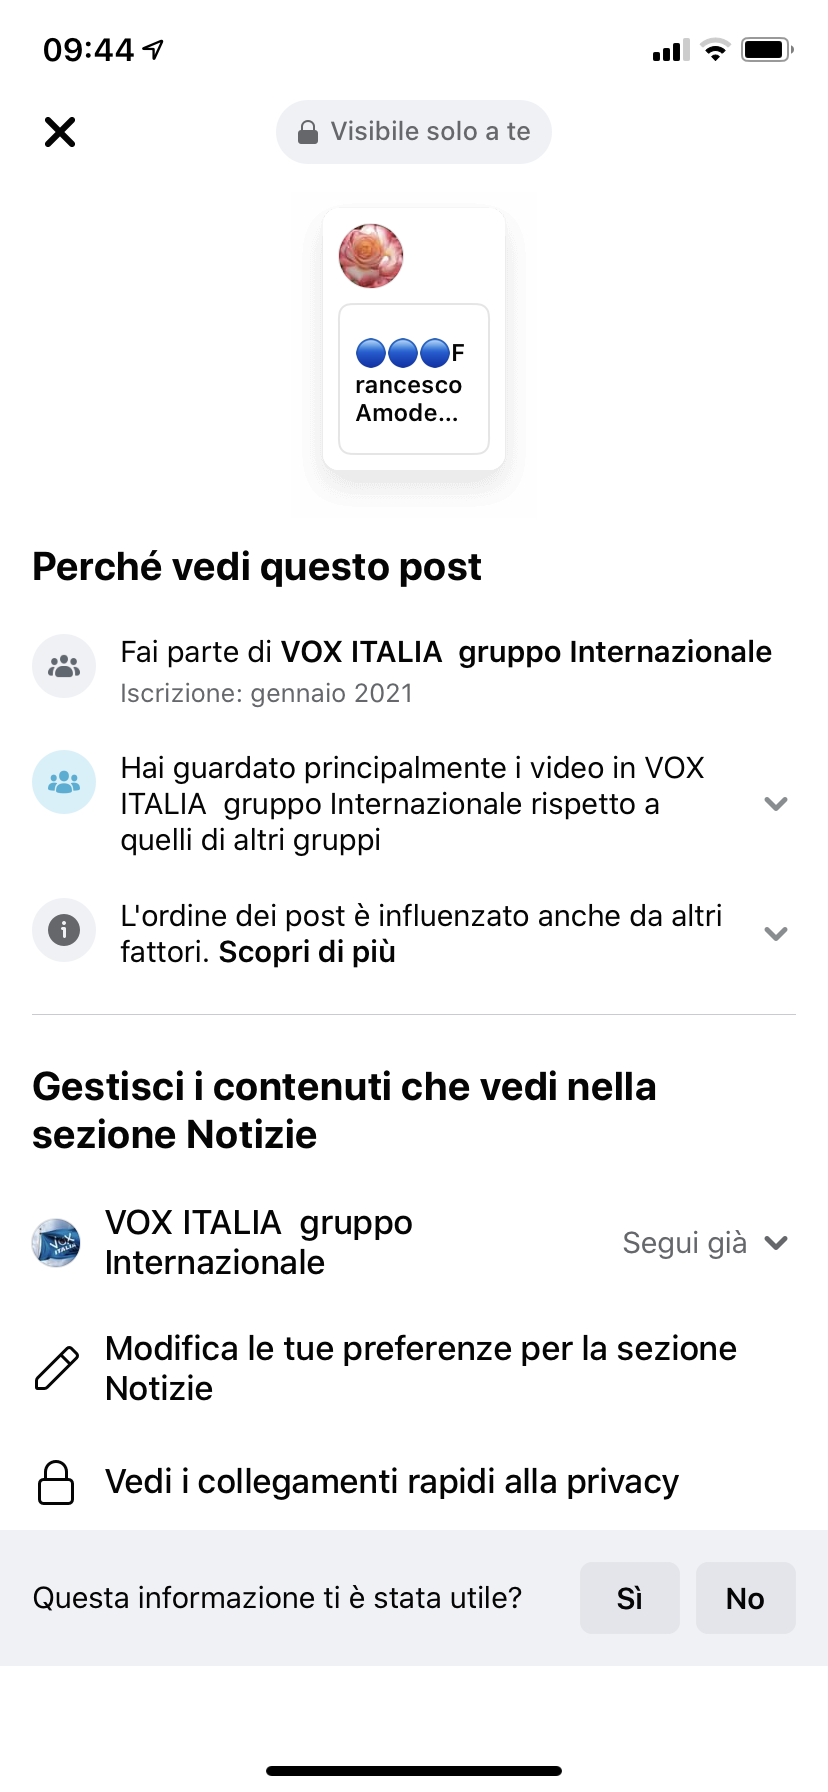 09:44
Visibile solo a te
F
rancesco
Amode...
Perché vedi questo post
Fai parte di VOX ITALIA  gruppo Internazionale
Iscrizione: gennaio 2021
Hai guardato principalmente i video in VOX
ITALIA  gruppo Internazionale rispetto a
quelli di altri gruppi
L'ordine dei post è influenzato anche da altri
fattori. Scopri di più
Gestisci i contenuti che vedi nella
sezione Notizie
VOX ITALIA  gruppo
Internazionale
Segui già
VOX
ITALIA
Modifica le tue preferenze per la sezione
Notizie
Vedi i collegamenti rapidi alla privacy
Questa informazione ti è stata utile?
Sì
No